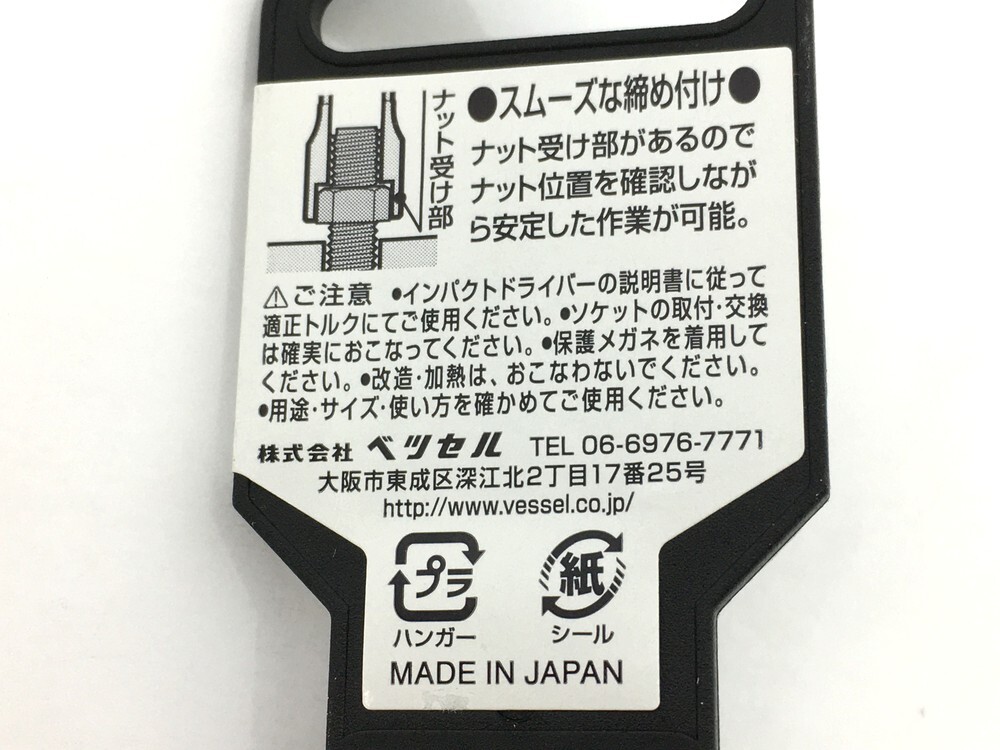 ●スムーズな締め付け●
ナット受け部があるので
ナット位置を確認しなが
ら安定した作業が可能。
ナット受け部
⚠ご注意 ●インパクトドライバーの説明書に従って
適正トルクにてご使用ください。●ソケットの取付・交換
は確実におこなってください。●保護メガネを着用して
ください。●改造・加熱は、おこなわないでください。
●用途・サイズ・使い方を確かめてご使用ください。
株式会社 ベッセル TEL 06-6976-7771
大阪市東成区深江北2丁目17番25号
http://www.vessel.co.jp/
プラ 紙
ハンガー シール
MADE IN JAPAN